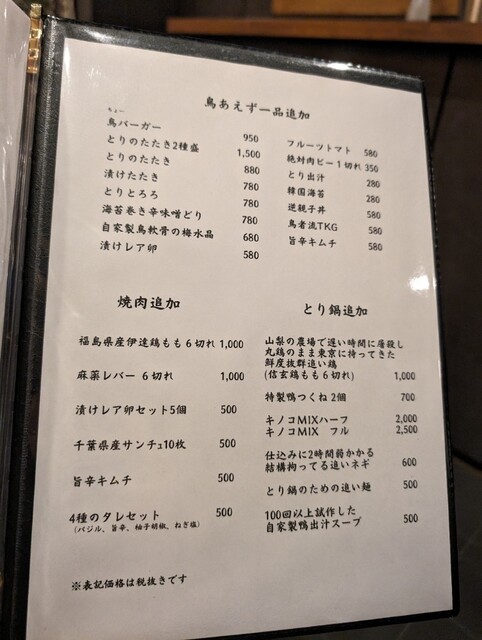 鳥あえず一品追加
鳥バーガー 950
とりのたたき2種盛 1,500
とりのたたき 880
漬けたたき 780
とりとろろ 780
海苔巻き辛味噌どり 780
自家製鳥軟骨の梅水晶 680
漬けレア卵 580
フルーツトマト 580
絶対肉ピー1切れ 350
とり出汁 280
韓国海苔 280
逆親子丼 580
鳥者流TKG 580
旨辛キムチ 580
焼肉追加
福島県産伊達鶏もも6切れ 1,000
麻薬レバー 6切れ 1,000
漬けレア卵セット5個 500
千葉県産サンチュ10枚 500
旨辛キムチ 500
4種のタレセット 500
(バジル、旨辛、柚子胡椒、ねぎ塩)
とり鍋追加
山梨の農場で遅い時間に屠殺し
丸鶏のまま東京に持ってきた
鮮度抜群追い鶏
(信玄鶏もも6切れ) 1,000
特製鴨つくね 2個 700
キノコMIXハーフ 2,000
キノコMIX フル 2,500
仕込みに2時間弱かかる
結構拘ってる追いネギ 600
とり鍋のための追い麺 500
100回以上試作した
自家製鴨出汁スープ 500
※表記価格は税抜きです